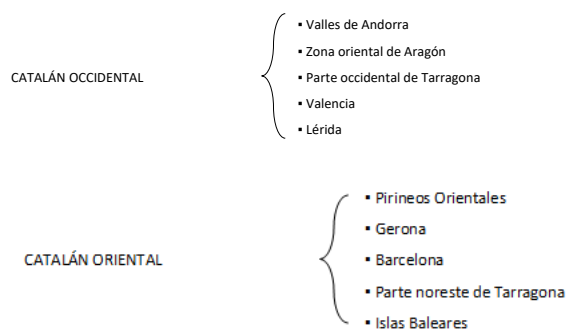 ▪ Valles de Andorra
▪ Zona oriental de Aragón
CATALÁN OCCIDENTAL
▪ Parte occidental de Tarragona
▪ Valencia
▪ Lérida
▪ Pirineos Orientales
▪ Gerona
CATALÁN ORIENTAL
▪ Barcelona
▪ Parte noreste de Tarragona
▪ Islas Baleares